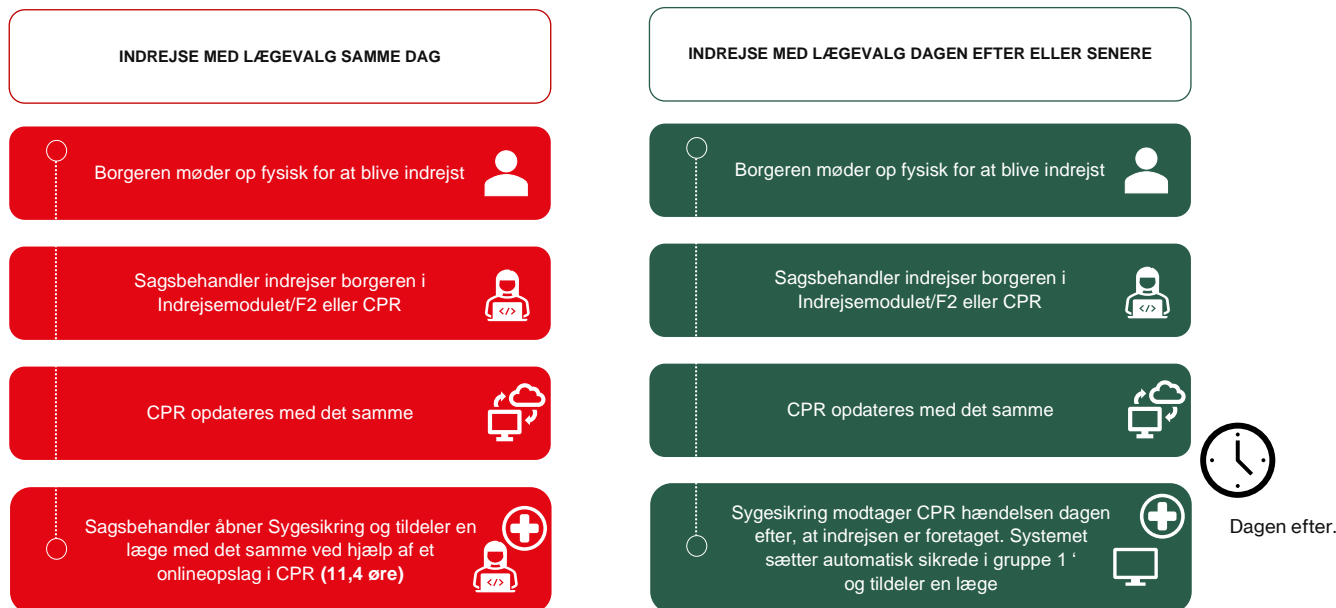 INDREJSE MED LÆGEVALG SAMME DAG
Borgeren møder op fysisk for at blive indrejst
Sagsbehandler indrejser borgeren i
Indrejsemodulet/F2 eller CPR
</>
CPR opdateres med det samme
Sagsbehandler åbner Sygesikring og tildeler en
læge med det samme ved hjælp af et
onlineopslag i CPR (11,4 øre)
</>
INDREJSE MED LÆGEVALG DAGEN EFTER ELLER SENERE
Borgeren møder op fysisk for at blive indrejst
Sagsbehandler indrejser borgeren i
Indrejsemodulet/F2 eller CPR
</>
CPR opdateres med det samme
Sygesikring modtager CPR hændelsen dagen
efter, at indrejsen er foretaget. Systemet
sætter automatisk sikrede i gruppe 1 ‘
og tildeler en læge
Dagen efter.